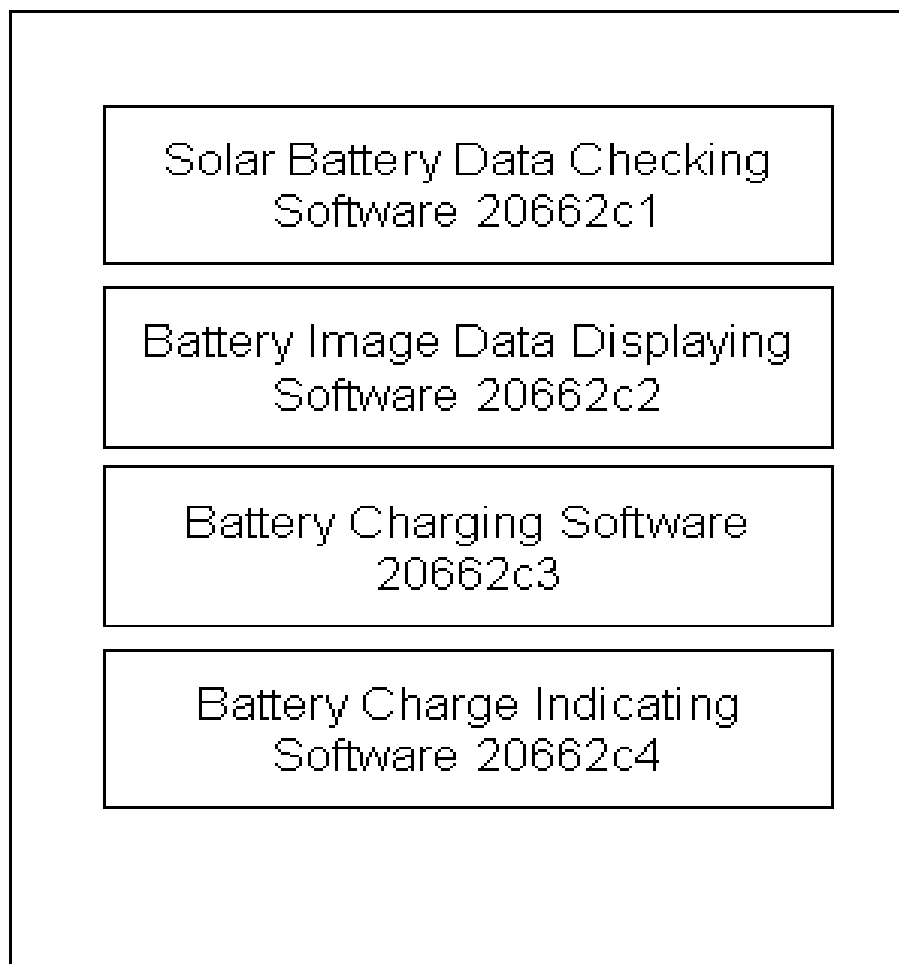 Solar Battery Data Checking
Software 20662c1
Battery Image Data Displaying
Software 20662c2
Battery Charging Software
20662c3
Battery Charge Indicating
Software 20662c4